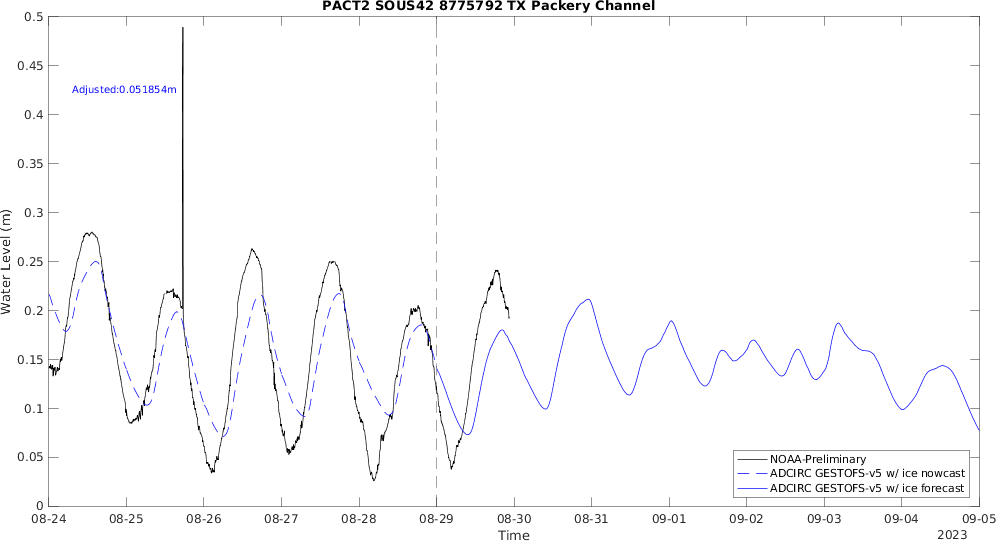 PACT2 SOUS42 8775792 TX Packery Channel
0.5
0.45
0.4
0.35
0.3
0.25
0.2
0.15
0.1
0.05
0
Water Level (m)
Adjusted:0.051854m
NOAA-Preliminary
ADCIRC GESTOFS-v5 w/ ice nowcast
ADCIRC GESTOFS-v5 w/ ice forecast
08-24 08-25 08-26 08-27 08-28 08-29 08-30 08-31 09-01 09-02 09-03 09-04 09-05
Time
2023